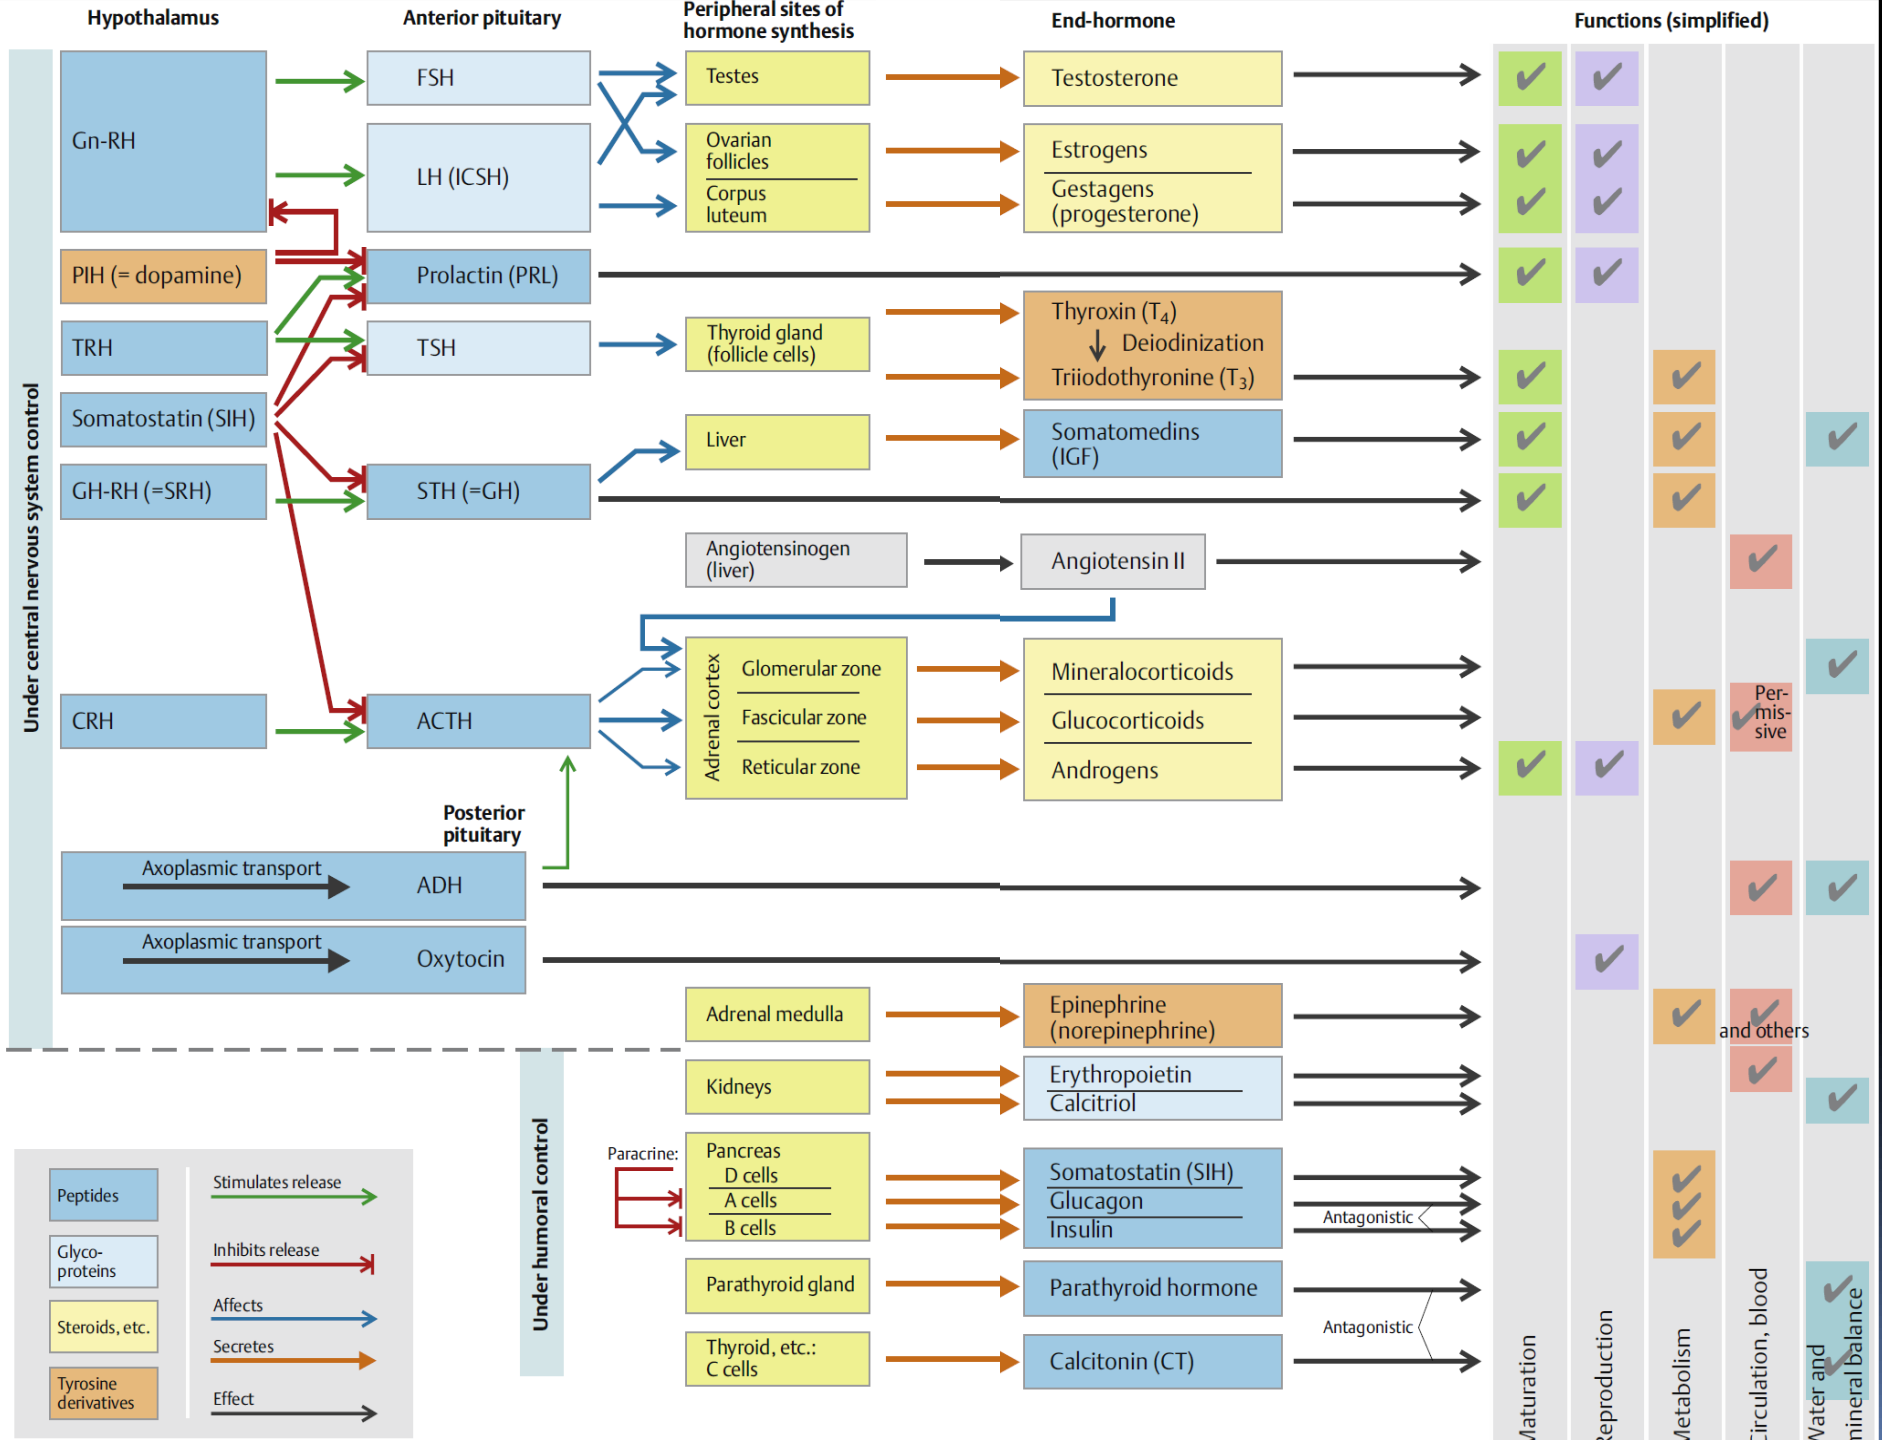 Hypothalamus
Anterior pituitary
Peripheral sites of
hormone synthesis
End-hormone
Functions (simplified)
Under central nervous system control
Gn-RH
FSH
LH (ICSH)
Testes
Ovarian
follicles
Corpus
luteum
Testosterone
Estrogens
Gestagens
(progesterone)
PIH (= dopamine)
Prolactin (PRL)
TRH
TSH
Thyroid gland
(follicle cells)
Thyroxin (T4)
Deiodinization
Triiodothyronine (T3)
Somatostatin (SIH)
Liver
Somatomedins
(IGF)
GH-RH (=SRH)
STH (=GH)
Angiotensinogen
(liver)
Angiotensin II
CRH
ACTH
Adrenal cortex
Glomerular zone
Fascicular zone
Reticular zone
Mineralocorticoids
Glucocorticoids
Androgens
Per-
mis-
sive
Posterior
pituitary
Axoplasmic transport
ADH
Axoplasmic transport
Oxytocin
Adrenal medulla
Epinephrine
(norepinephrine)
and others
Under humoral control
Kidneys
Erythropoietin
Calcitriol
Paracrine:
Pancreas
D cells
A cells
B cells
Somatostatin (SIH)
Glucagon
Insulin
Antagonistic
Parathyroid gland
Parathyroid hormone
Antagonistic
Thyroid, etc.:
C cells
Calcitonin (CT)
Maturation
Reproduction
Metabolism
Circulation, blood
Water and
mineral balance
Peptides
Glyco-
proteins
Steroids, etc.
Tyrosine
derivatives
Stimulates release
Inhibits release
Affects
Secretes
Effect